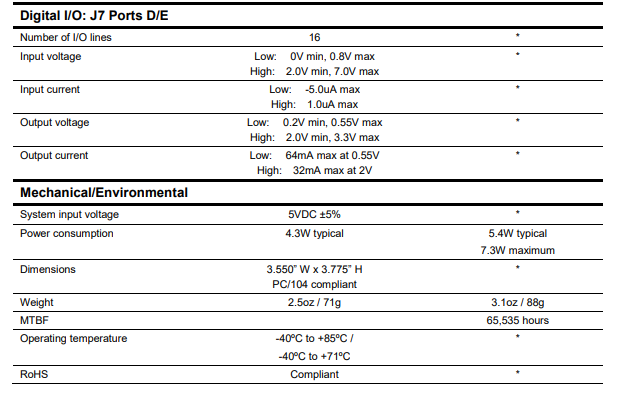 Digital I/O: J7 Ports D/E
Number of I/O lines 16 *
Input voltage Low: 0V min, 0.8V max *
High: 2.0V min, 7.0V max
Input current Low: -5.0uA max *
High: 1.0uA max
Output voltage Low: 0.2V min, 0.55V max *
High: 2.0V min, 3.3V max
Output current Low: 64mA max at 0.55V *
High: 32mA max at 2V
Mechanical/Environmental
System input voltage 5VDC ±5% *
Power consumption 4.3W typical 5.4W typical
7.3W maximum
Dimensions 3.550” W x 3.775” H *
PC/104 compliant
Weight 2.5oz / 71g 3.1oz / 88g
MTBF 65,535 hours
Operating temperature -40ºC to +85ºC / *
-40ºC to +71ºC
RoHS Compliant *